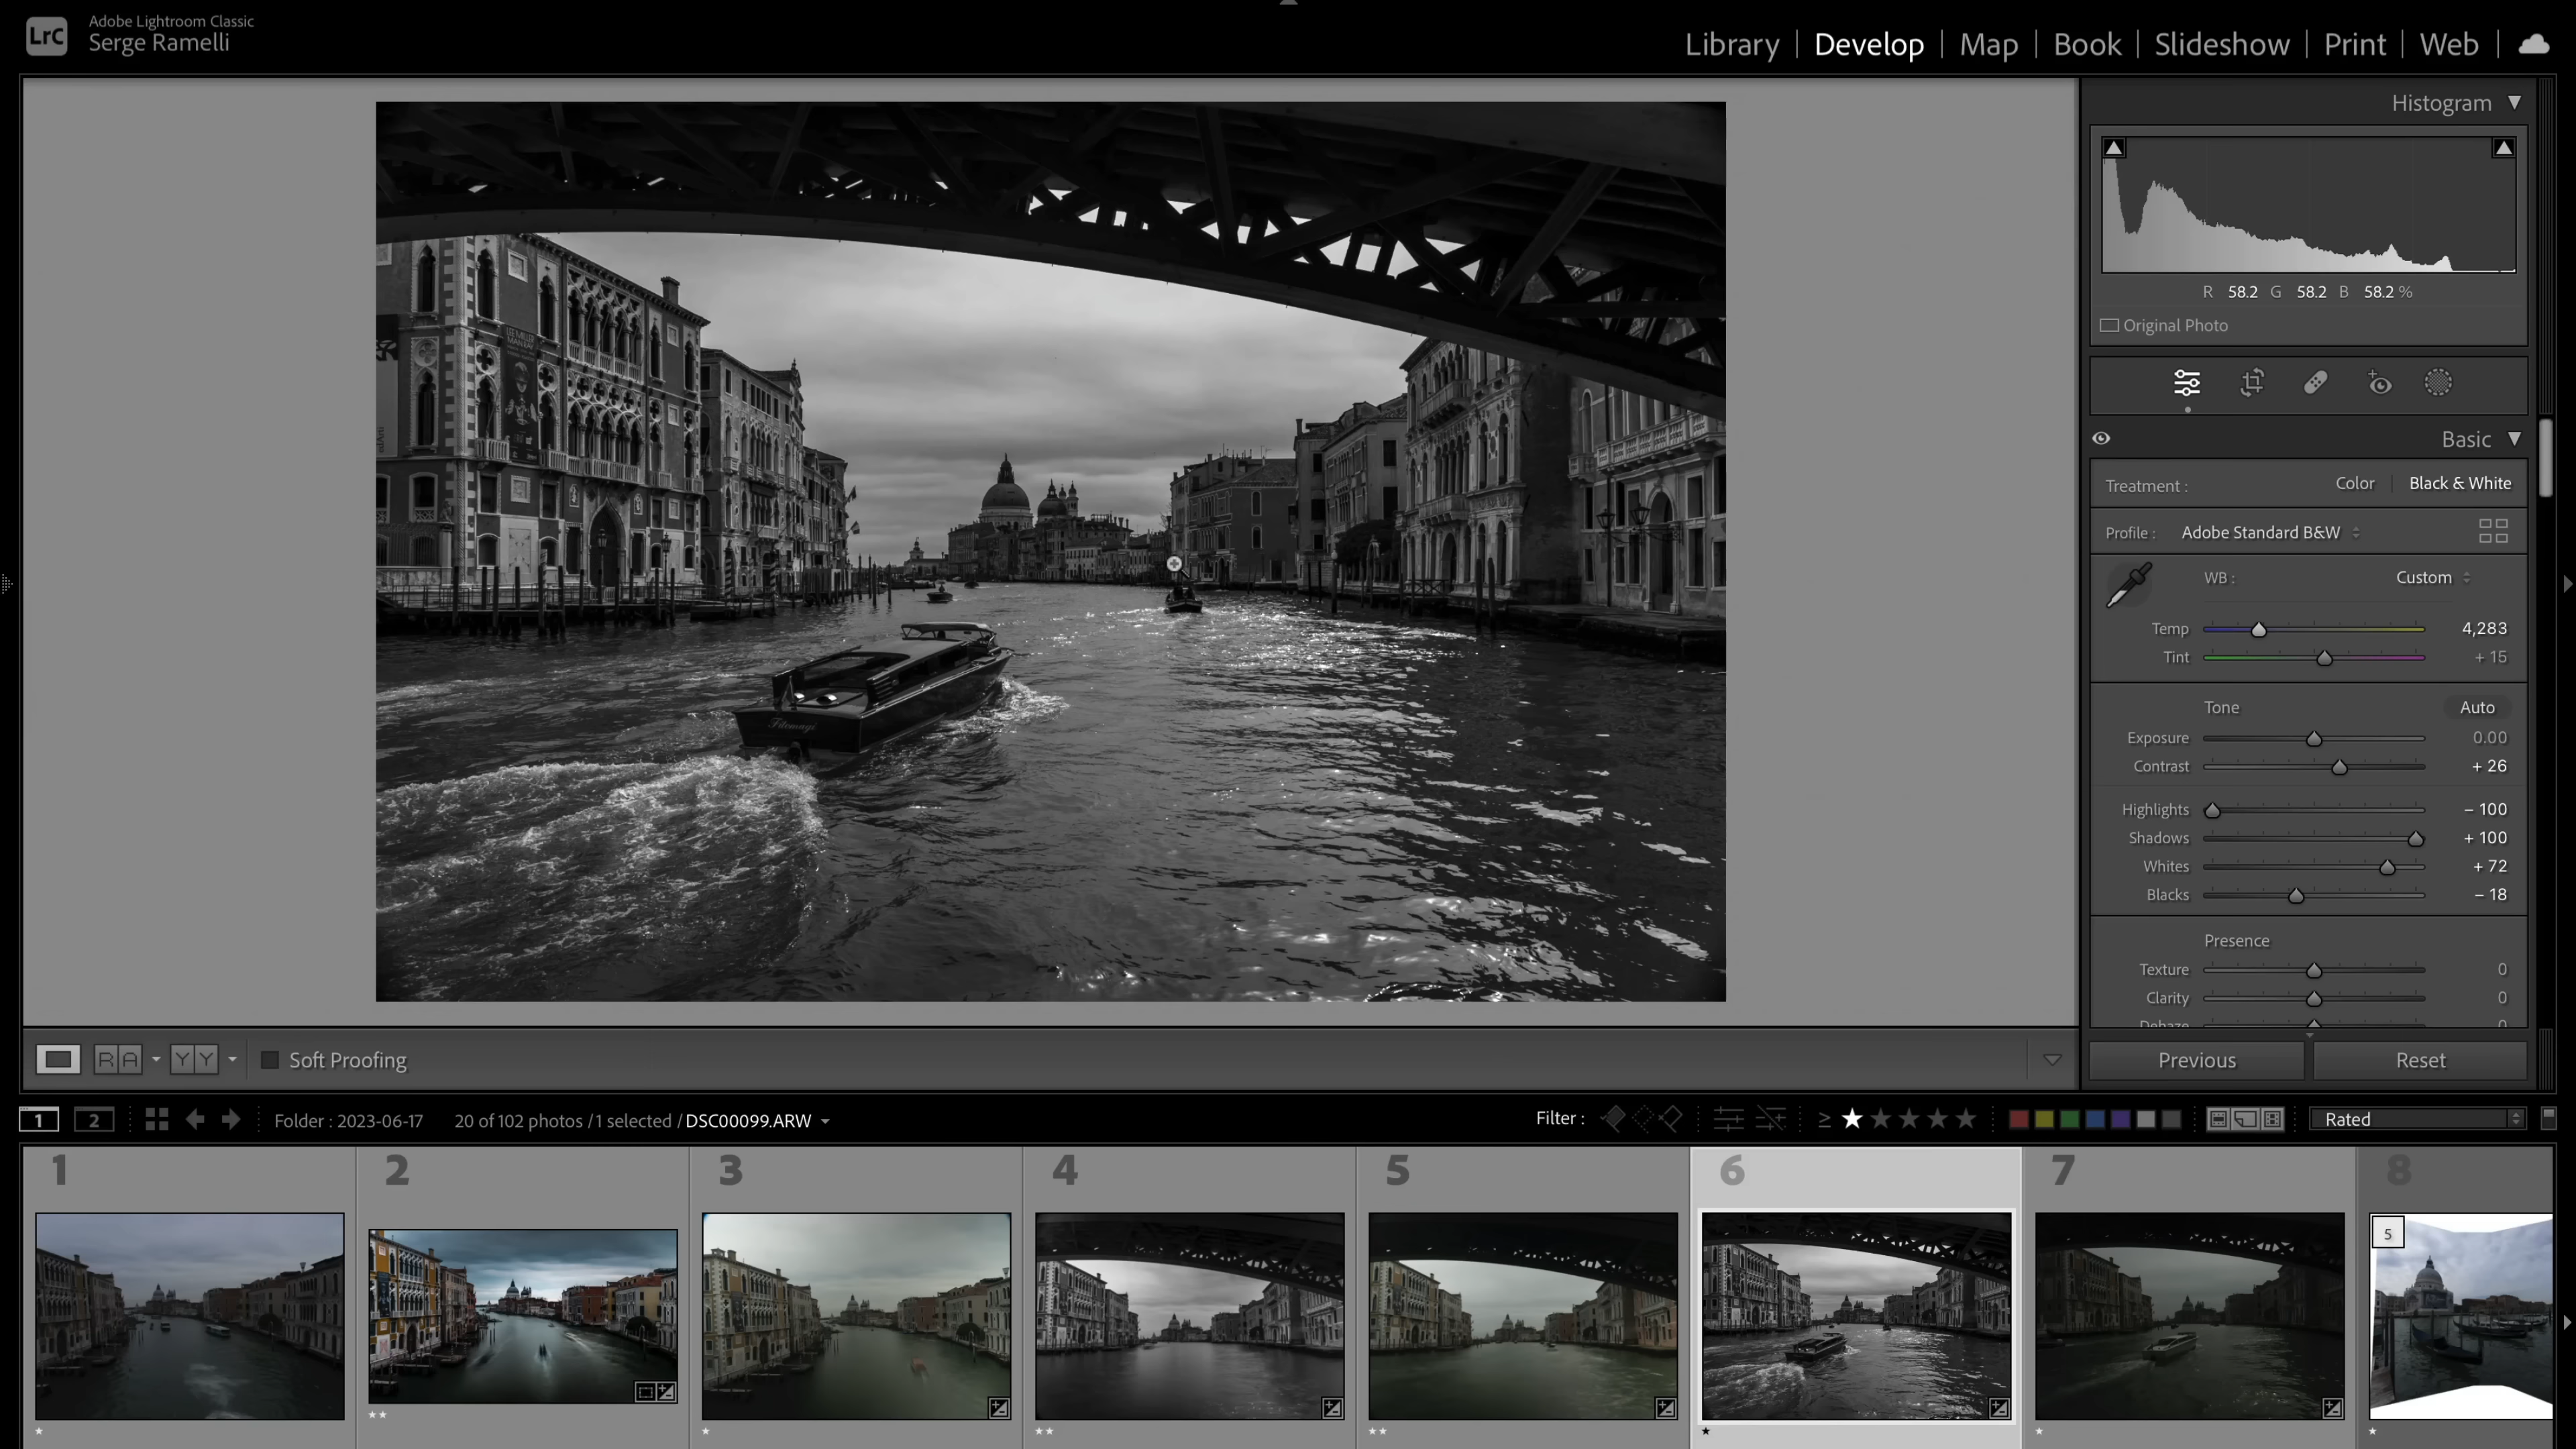 LrC
Adobe Lightroom Classic
Serge Ramelli
Library | Develop | Map | Book | Slideshow | Print | Web
Histogram
R 58.2 G 58.2 B 58.2 %
Original Photo
Basic
Treatment : Color Black & White
Profile : Adobe Standard B&W
WB : Custom
Temp 4,283
Tint + 15
Tone Auto
Exposure 0.00
Contrast + 26
Highlights – 100
Shadows + 100
Whites + 72
Blacks – 18
Presence
Texture 0
Clarity 0
Dehaze 0
Filemagi
R A Y Y Soft Proofing
Previous Reset
1 2 Folder : 2023-06-17 20 of 102 photos / 1 selected / DSC00099.ARW
Filter : ≥ Rated
1 2 3 4 5 6 7 8
5